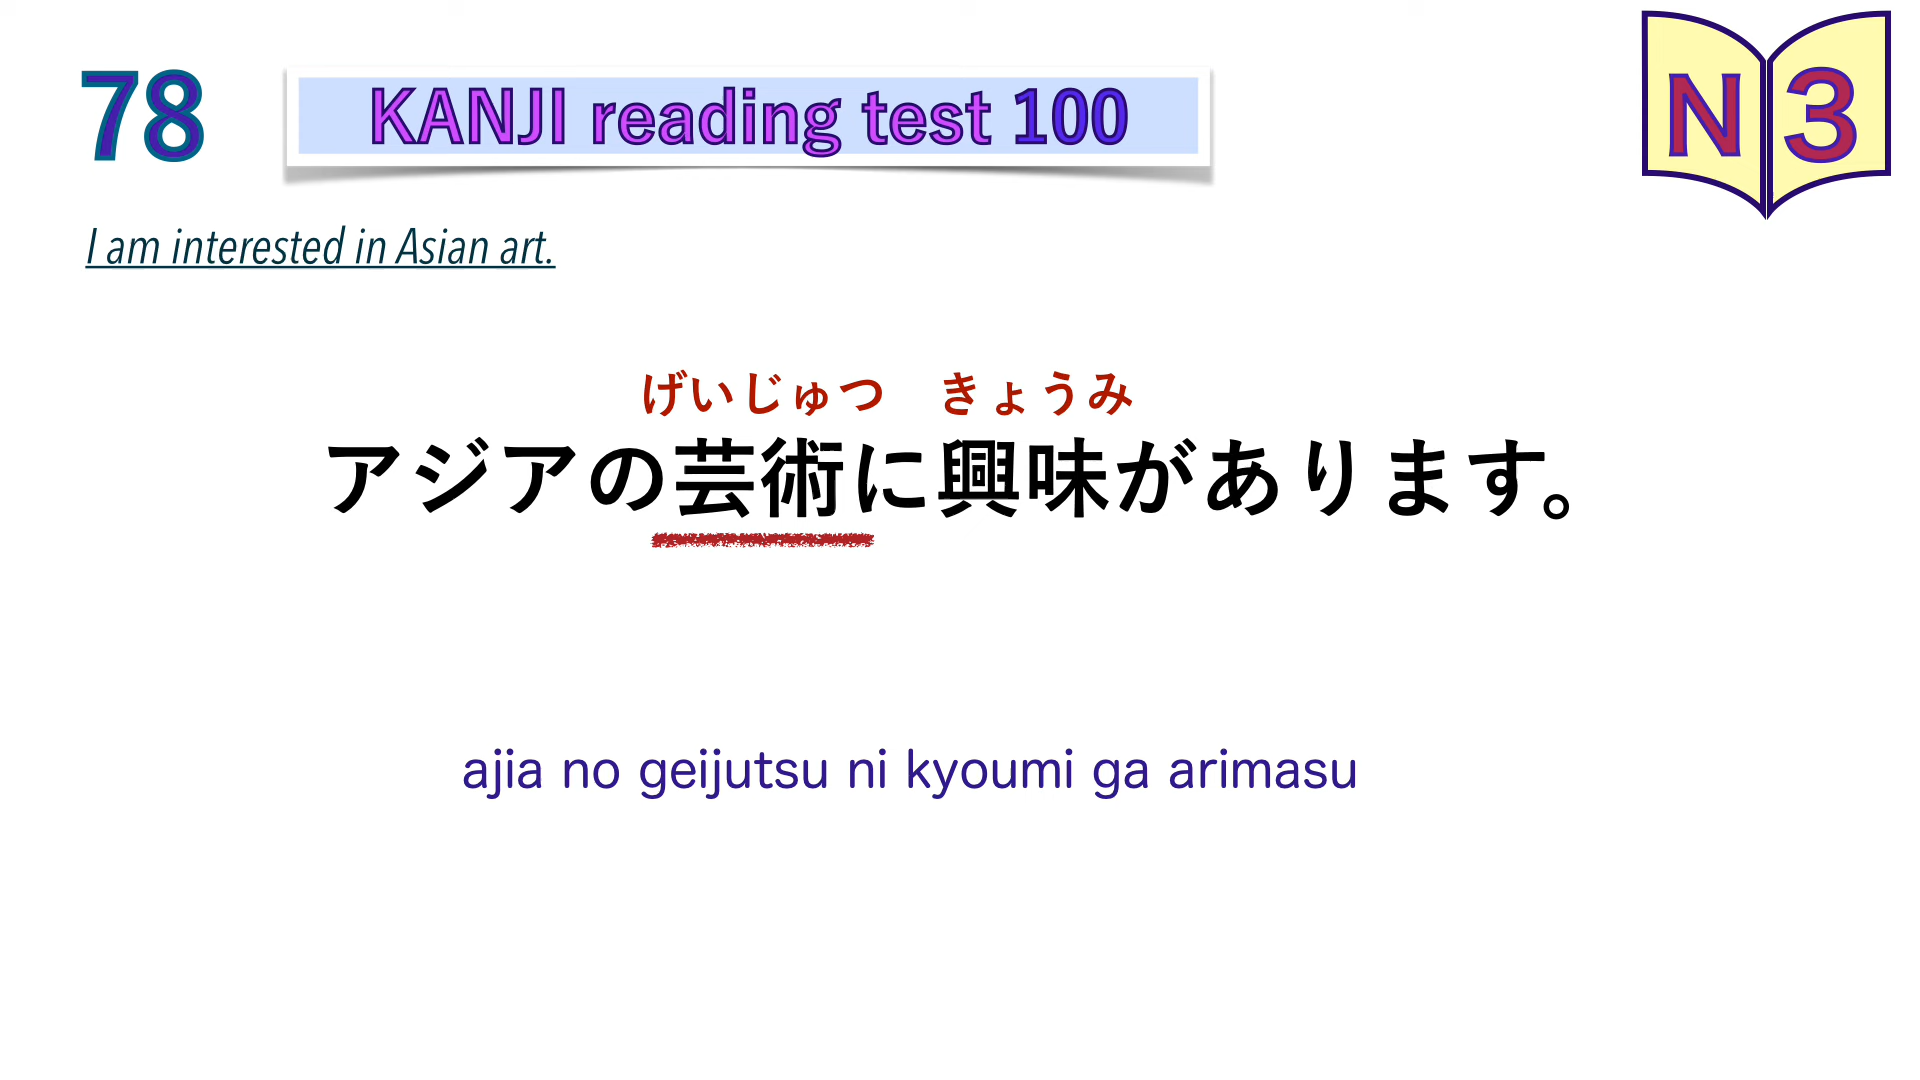 78
KANJI reading test 100
N3
I am interested in Asian art.
げいじゅつ　きょうみ
アジアの芸術に興味があります。
ajia no geijutsu ni kyoumi ga arimasu